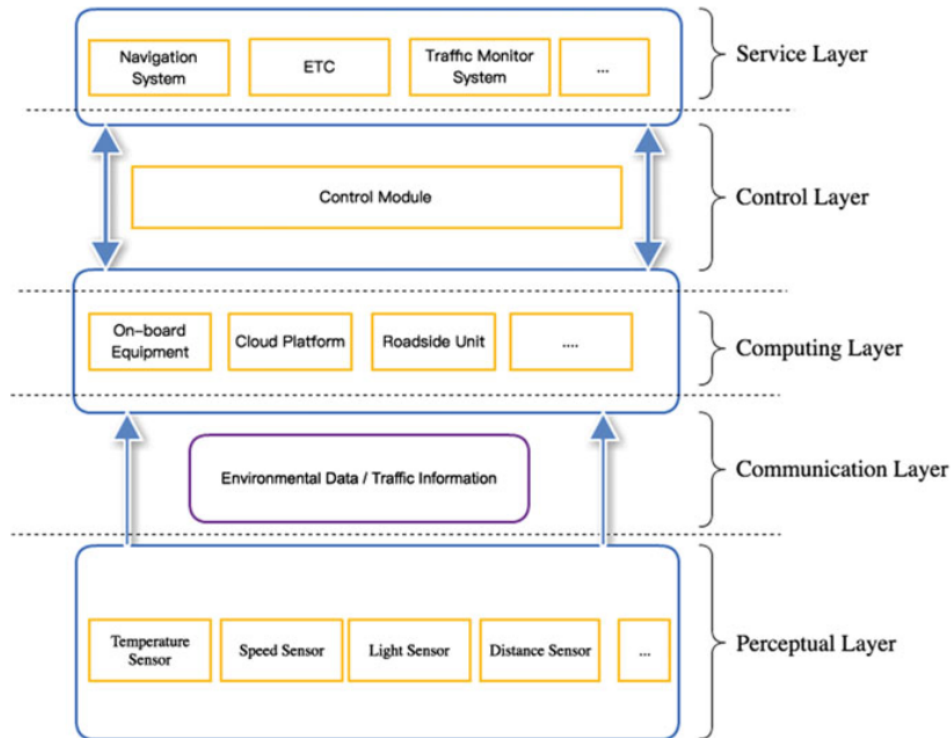 Navigation
System
ETC
Traffic Monitor
System
...
Service Layer
Control Module
Control Layer
On-board
Equipment
Cloud Platform
Roadside Unit
....
Computing Layer
Environmental Data / Traffic Information
Communication Layer
Temperature
Sensor
Speed Sensor
Light Sensor
Distance Sensor
...
Perceptual Layer